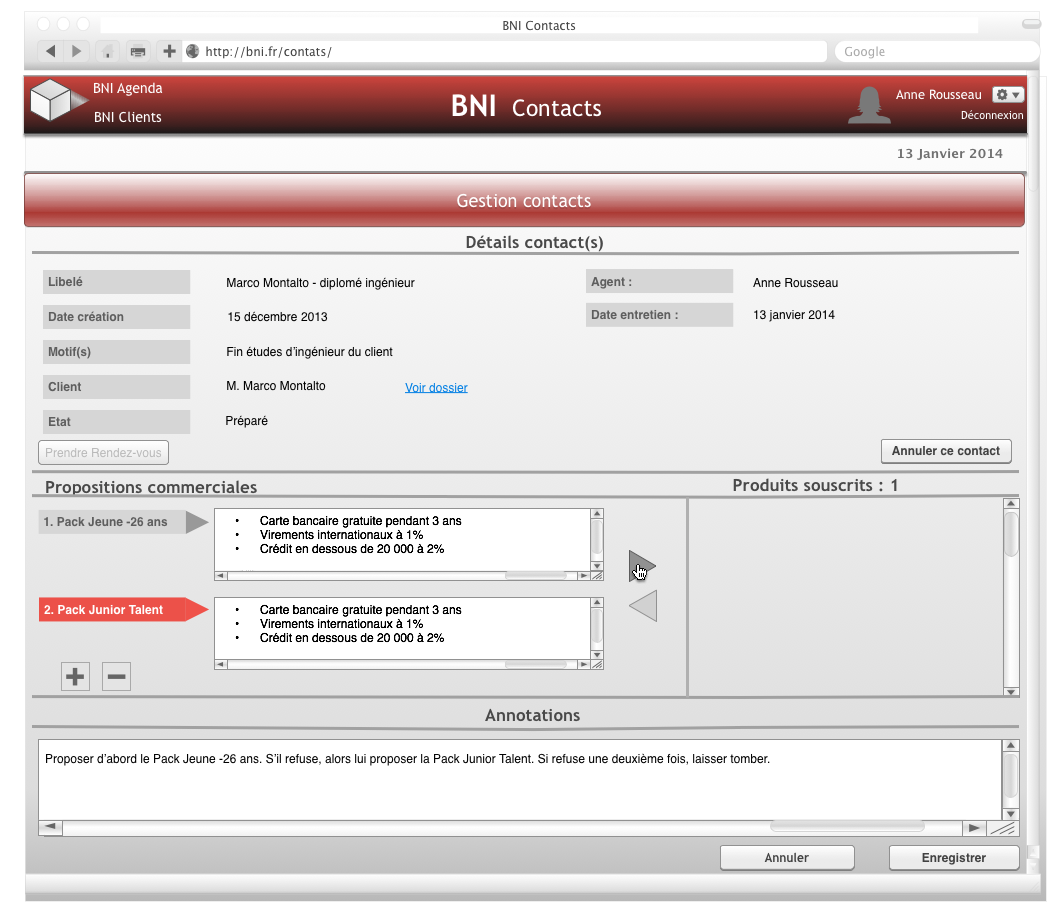 BNI Contacts
http://bni.fr/contats/
Google
BNI Agenda
BNI Clients
BNI Contacts
Anne Rousseau
Déconnexion
13 Janvier 2014
Gestion contacts
Détails contact(s)
Libelé
Marco Montalto - diplomé ingénieur
Agent :
Anne Rousseau
Date création
15 décembre 2013
Date entretien :
13 janvier 2014
Motif(s)
Fin études d'ingénieur du client
Client
M. Marco Montalto
Voir dossier
Etat
Préparé
Prendre Rendez-vous
Annuler ce contact
Propositions commerciales
Produits souscrits : 1
1. Pack Jeune -26 ans
• Carte bancaire gratuite pendant 3 ans
• Virements internationaux à 1%
• Crédit en dessous de 20 000 à 2%
2. Pack Junior Talent
• Carte bancaire gratuite pendant 3 ans
• Virements internationaux à 1%
• Crédit en dessous de 20 000 à 2%
Annotations
Proposer d'abord le Pack Jeune -26 ans. S'il refuse, alors lui proposer la Pack Junior Talent. Si refuse une deuxième fois, laisser tomber.
Annuler
Enregistrer